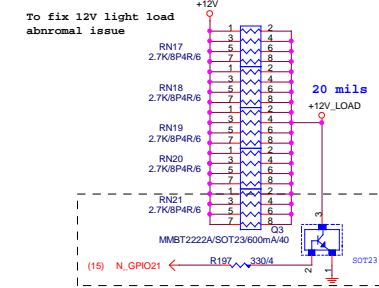 +12V
To fix 12V light load
abnromal issue
1 2
3 4
RN17
5 6
2.7K/8P4R/6
7 8
1 2
3 4
RN18
5 6
2.7K/8P4R/6
7 8
20 mils
1 2
+12V_LOAD
3 4
RN19
5 6
2.7K/8P4R/6
7 8
1 2
RN20
3 4
2.7K/8P4R/6
5 6
7 8
1 2
RN21
3 4
2.7K/8P4R/6
5 6
7 8
Q3
3
MMBT2222A/SOT23/600mA/40
(15) N_GPIO21
R197 330/4
2
1
SOT23